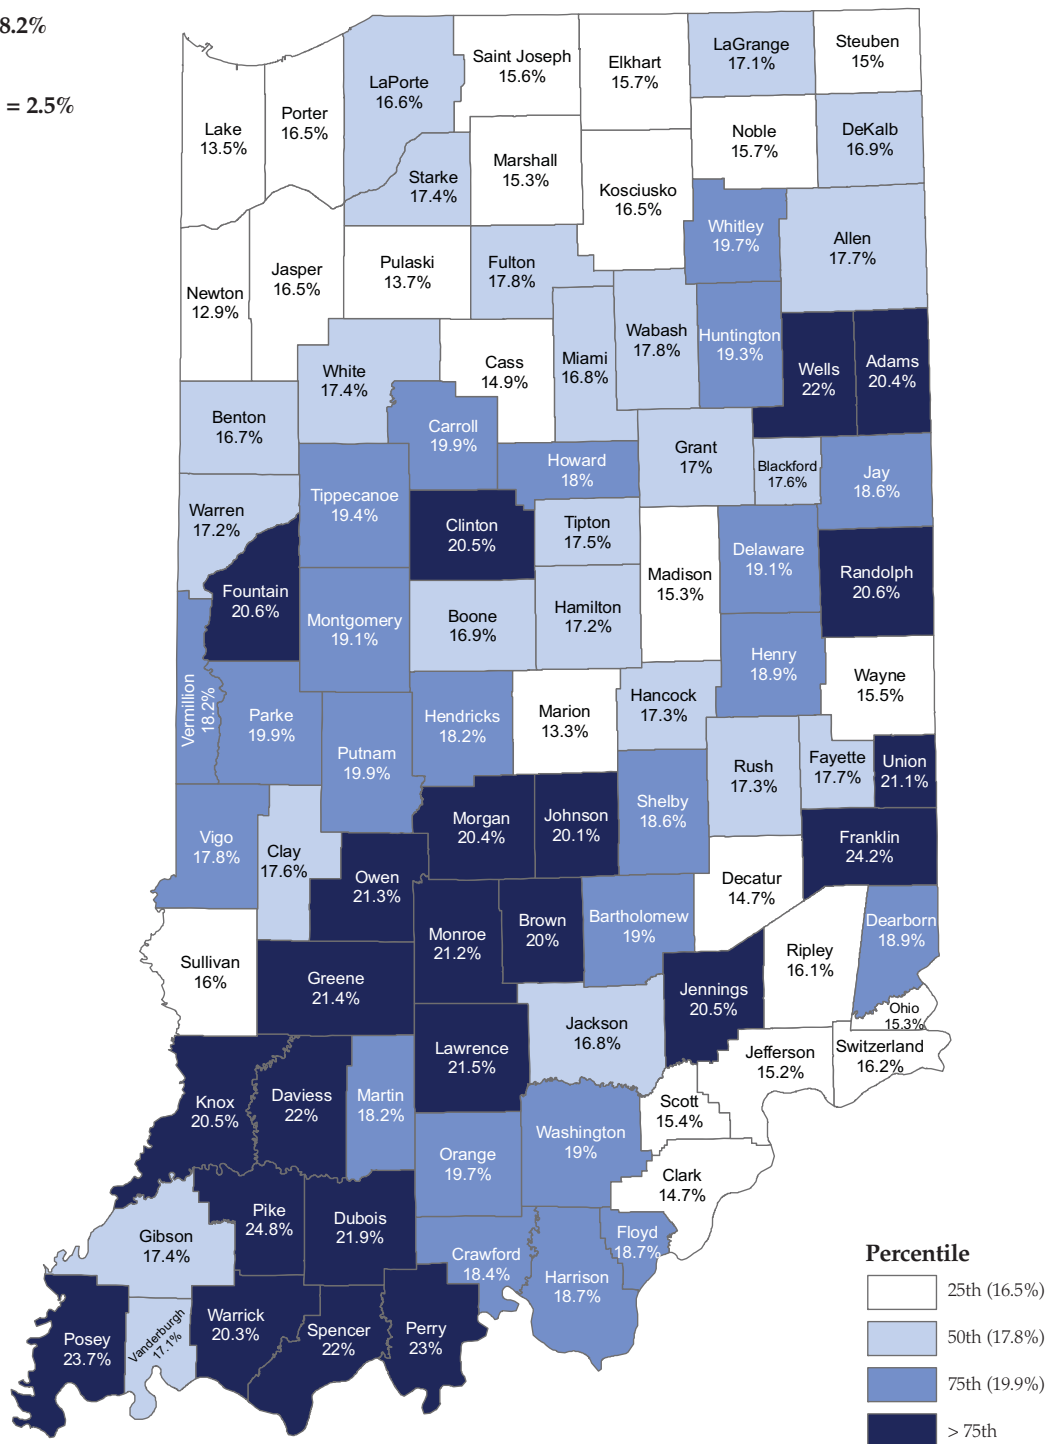 8.2%
= 2.5%
Saint Joseph
15.6%
Elkhart
15.7%
LaGrange
17.1%
Steuben
15%
LaPorte
16.6%
Porter
16.5%
Lake
13.5%
Noble
15.7%
DeKalb
16.9%
Marshall
15.3%
Starke
17.4%
Kosciusko
16.5%
Whitley
19.7%
Allen
17.7%
Newton
12.9%
Jasper
16.5%
Pulaski
13.7%
Fulton
17.8%
White
17.4%
Cass
14.9%
Miami
16.8%
Wabash
17.8%
Huntington
19.3%
Wells
22%
Adams
20.4%
Benton
16.7%
Carroll
19.9%
Howard
18%
Grant
17%
Blackford
17.6%
Jay
18.6%
Warren
17.2%
Tippecanoe
19.4%
Clinton
20.5%
Tipton
17.5%
Madison
15.3%
Delaware
19.1%
Randolph
20.6%
Fountain
20.6%
Montgomery
19.1%
Boone
16.9%
Hamilton
17.2%
Henry
18.9%
Wayne
15.5%
Vermillion
18.2%
Parke
19.9%
Putnam
19.9%
Hendricks
18.2%
Marion
13.3%
Hancock
17.3%
Rush
17.3%
Fayette
17.7%
Union
21.1%
Vigo
17.8%
Clay
17.6%
Owen
21.3%
Morgan
20.4%
Johnson
20.1%
Shelby
18.6%
Franklin
24.2%
Decatur
14.7%
Sullivan
16%
Greene
21.4%
Monroe
21.2%
Brown
20%
Bartholomew
19%
Jennings
20.5%
Ripley
16.1%
Dearborn
18.9%
Ohio
15.3%
Knox
20.5%
Daviess
22%
Martin
18.2%
Lawrence
21.5%
Jackson
16.8%
Jefferson
15.2%
Switzerland
16.2%
Scott
15.4%
Orange
19.7%
Washington
19%
Clark
14.7%
Gibson
17.4%
Pike
24.8%
Dubois
21.9%
Crawford
18.4%
Harrison
18.7%
Floyd
18.7%
Posey
23.7%
Vanderburgh
17.1%
Warrick
20.3%
Spencer
22%
Perry
23%
Percentile
25th (16.5%)
50th (17.8%)
75th (19.9%)
> 75th